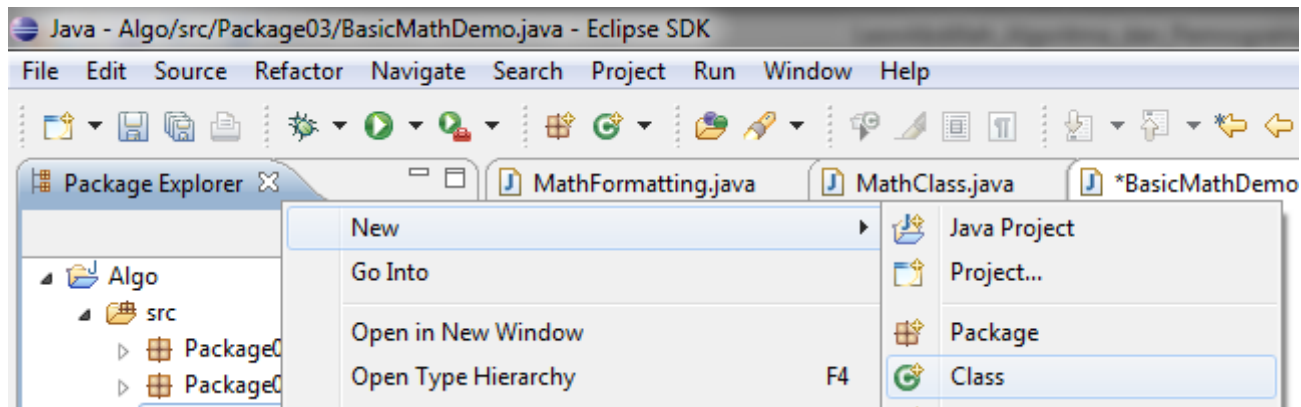 Java - Algo/src/Package03/BasicMathDemo.java - Eclipse SDK
File Edit Source Refactor Navigate Search Project Run Window Help
Package Explorer
MathFormatting.java
MathClass.java
*BasicMathDemo
New
Java Project
Algo
Go Into
Project...
src
Package0
Open in New Window
Package
Package0
Open Type Hierarchy F4
Class